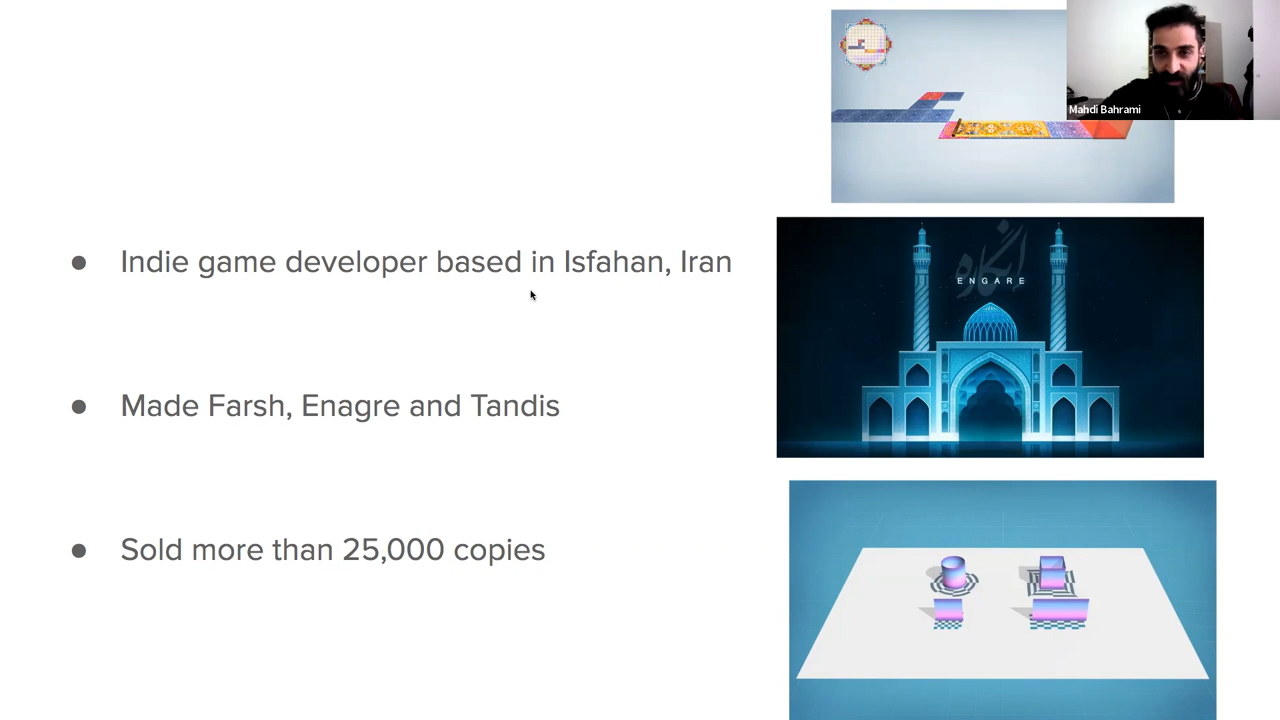 Mahdi Bahrami
● Indie game developer based in Isfahan, Iran
انگاره
ENGARE
● Made Farsh, Enagre and Tandis
● Sold more than 25,000 copies